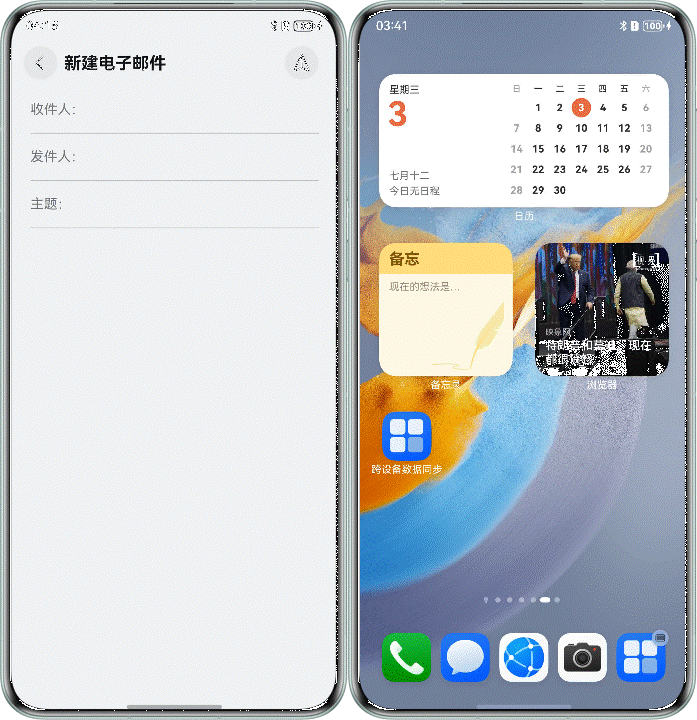 新建电子邮件
收件人：
发件人：
主题：
03:41
100
星期三
3
七月十二
今日无日程
日 一 二 三 四 五 六
1 2 3 4 5 6
7 8 9 10 11 12 13
14 15 16 17 18 19 20
21 22 23 24 25 26 27
28 29 30
日历
备忘
现在的想法是...
备忘录
浏览器
跨设备数据同步